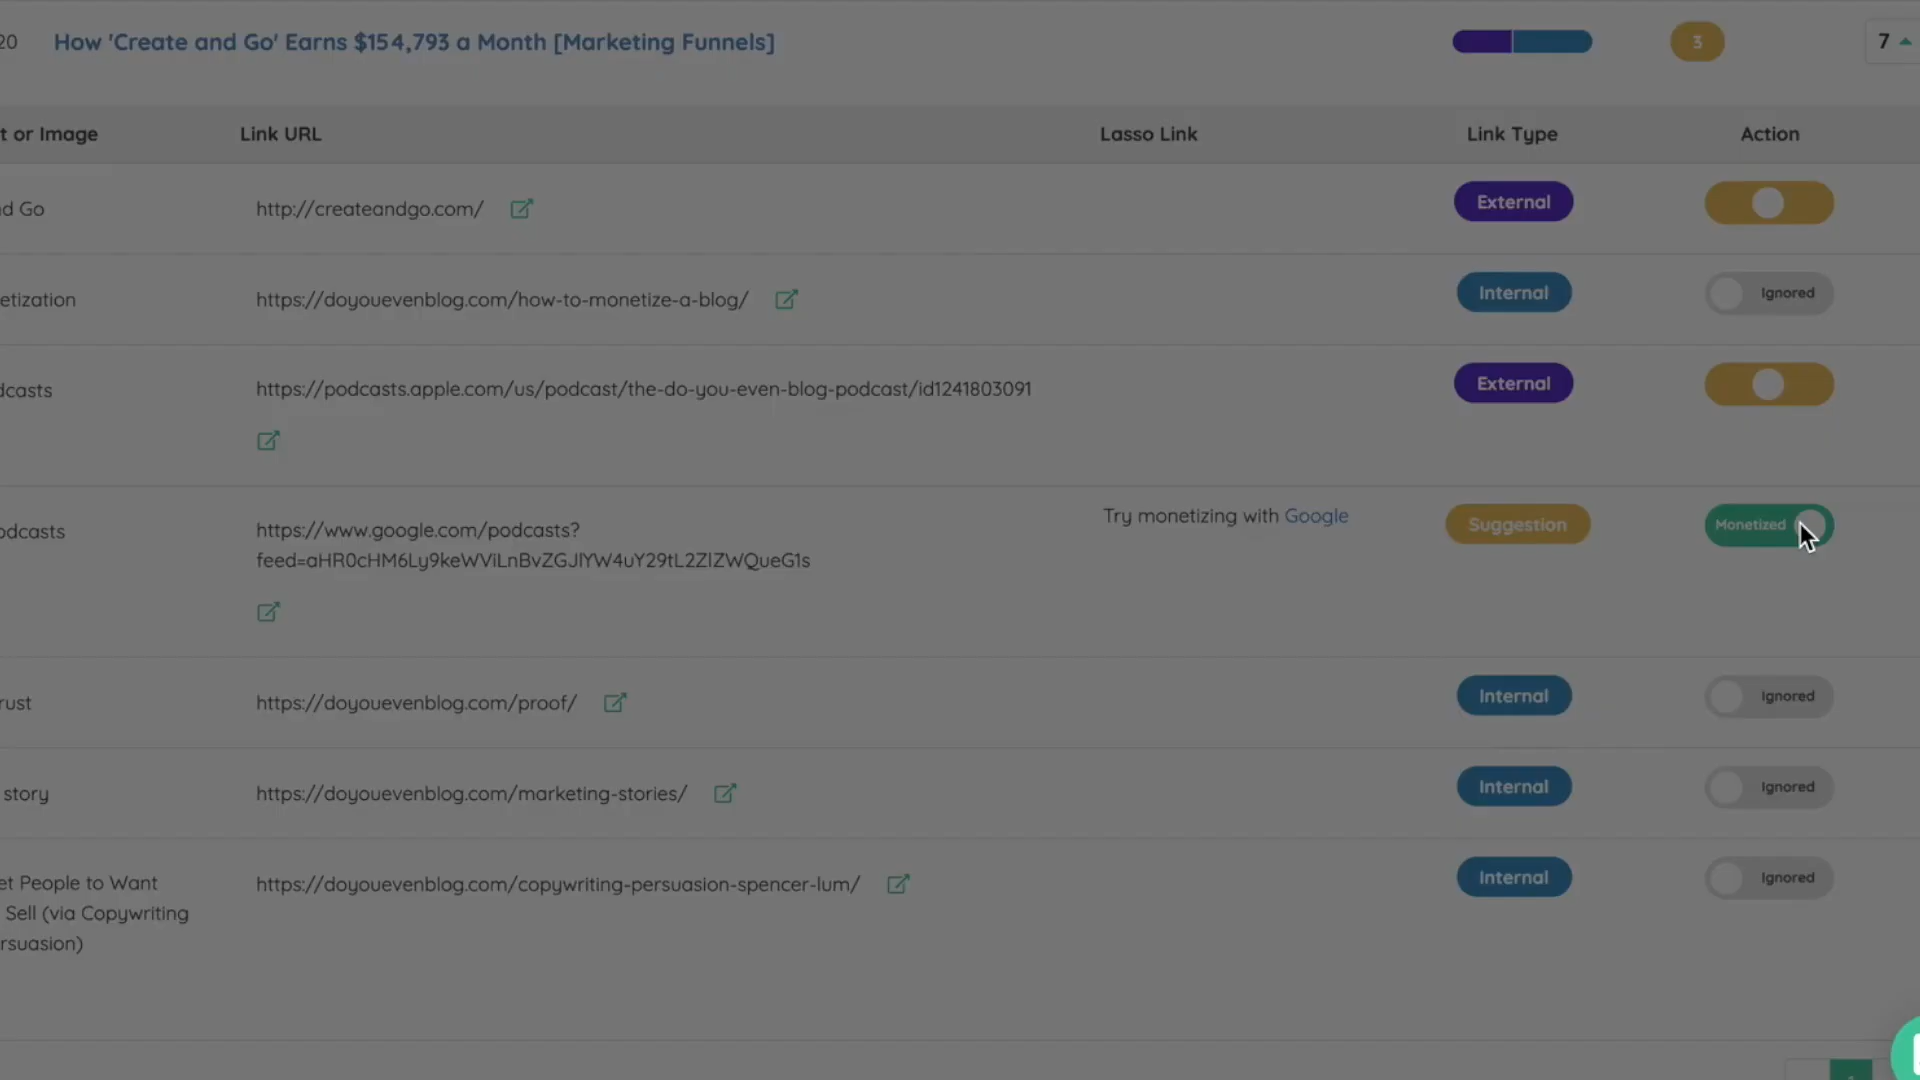 20 How 'Create and Go' Earns $154,793 a Month [Marketing Funnels] 3 7
t or Image Link URL Lasso Link Link Type Action
d Go http://createandgo.com/ External
etization https://doyouevenblog.com/how-to-monetize-a-blog/ Internal Ignored
dcasts https://podcasts.apple.com/us/podcast/the-do-you-even-blog-podcast/id1241803091 External
odcasts https://www.google.com/podcasts? Try monetizing with Google Suggestion Monetized
feed=aHR0cHM6Ly9keWViLnBvZGJlYW4uY29tL2ZlZWQueG1s
rust https://doyouevenblog.com/proof/ Internal Ignored
story https://doyouevenblog.com/marketing-stories/ Internal Ignored
et People to Want https://doyouevenblog.com/copywriting-persuasion-spencer-lum/ Internal Ignored
Sell (via Copywriting
rsuasion)